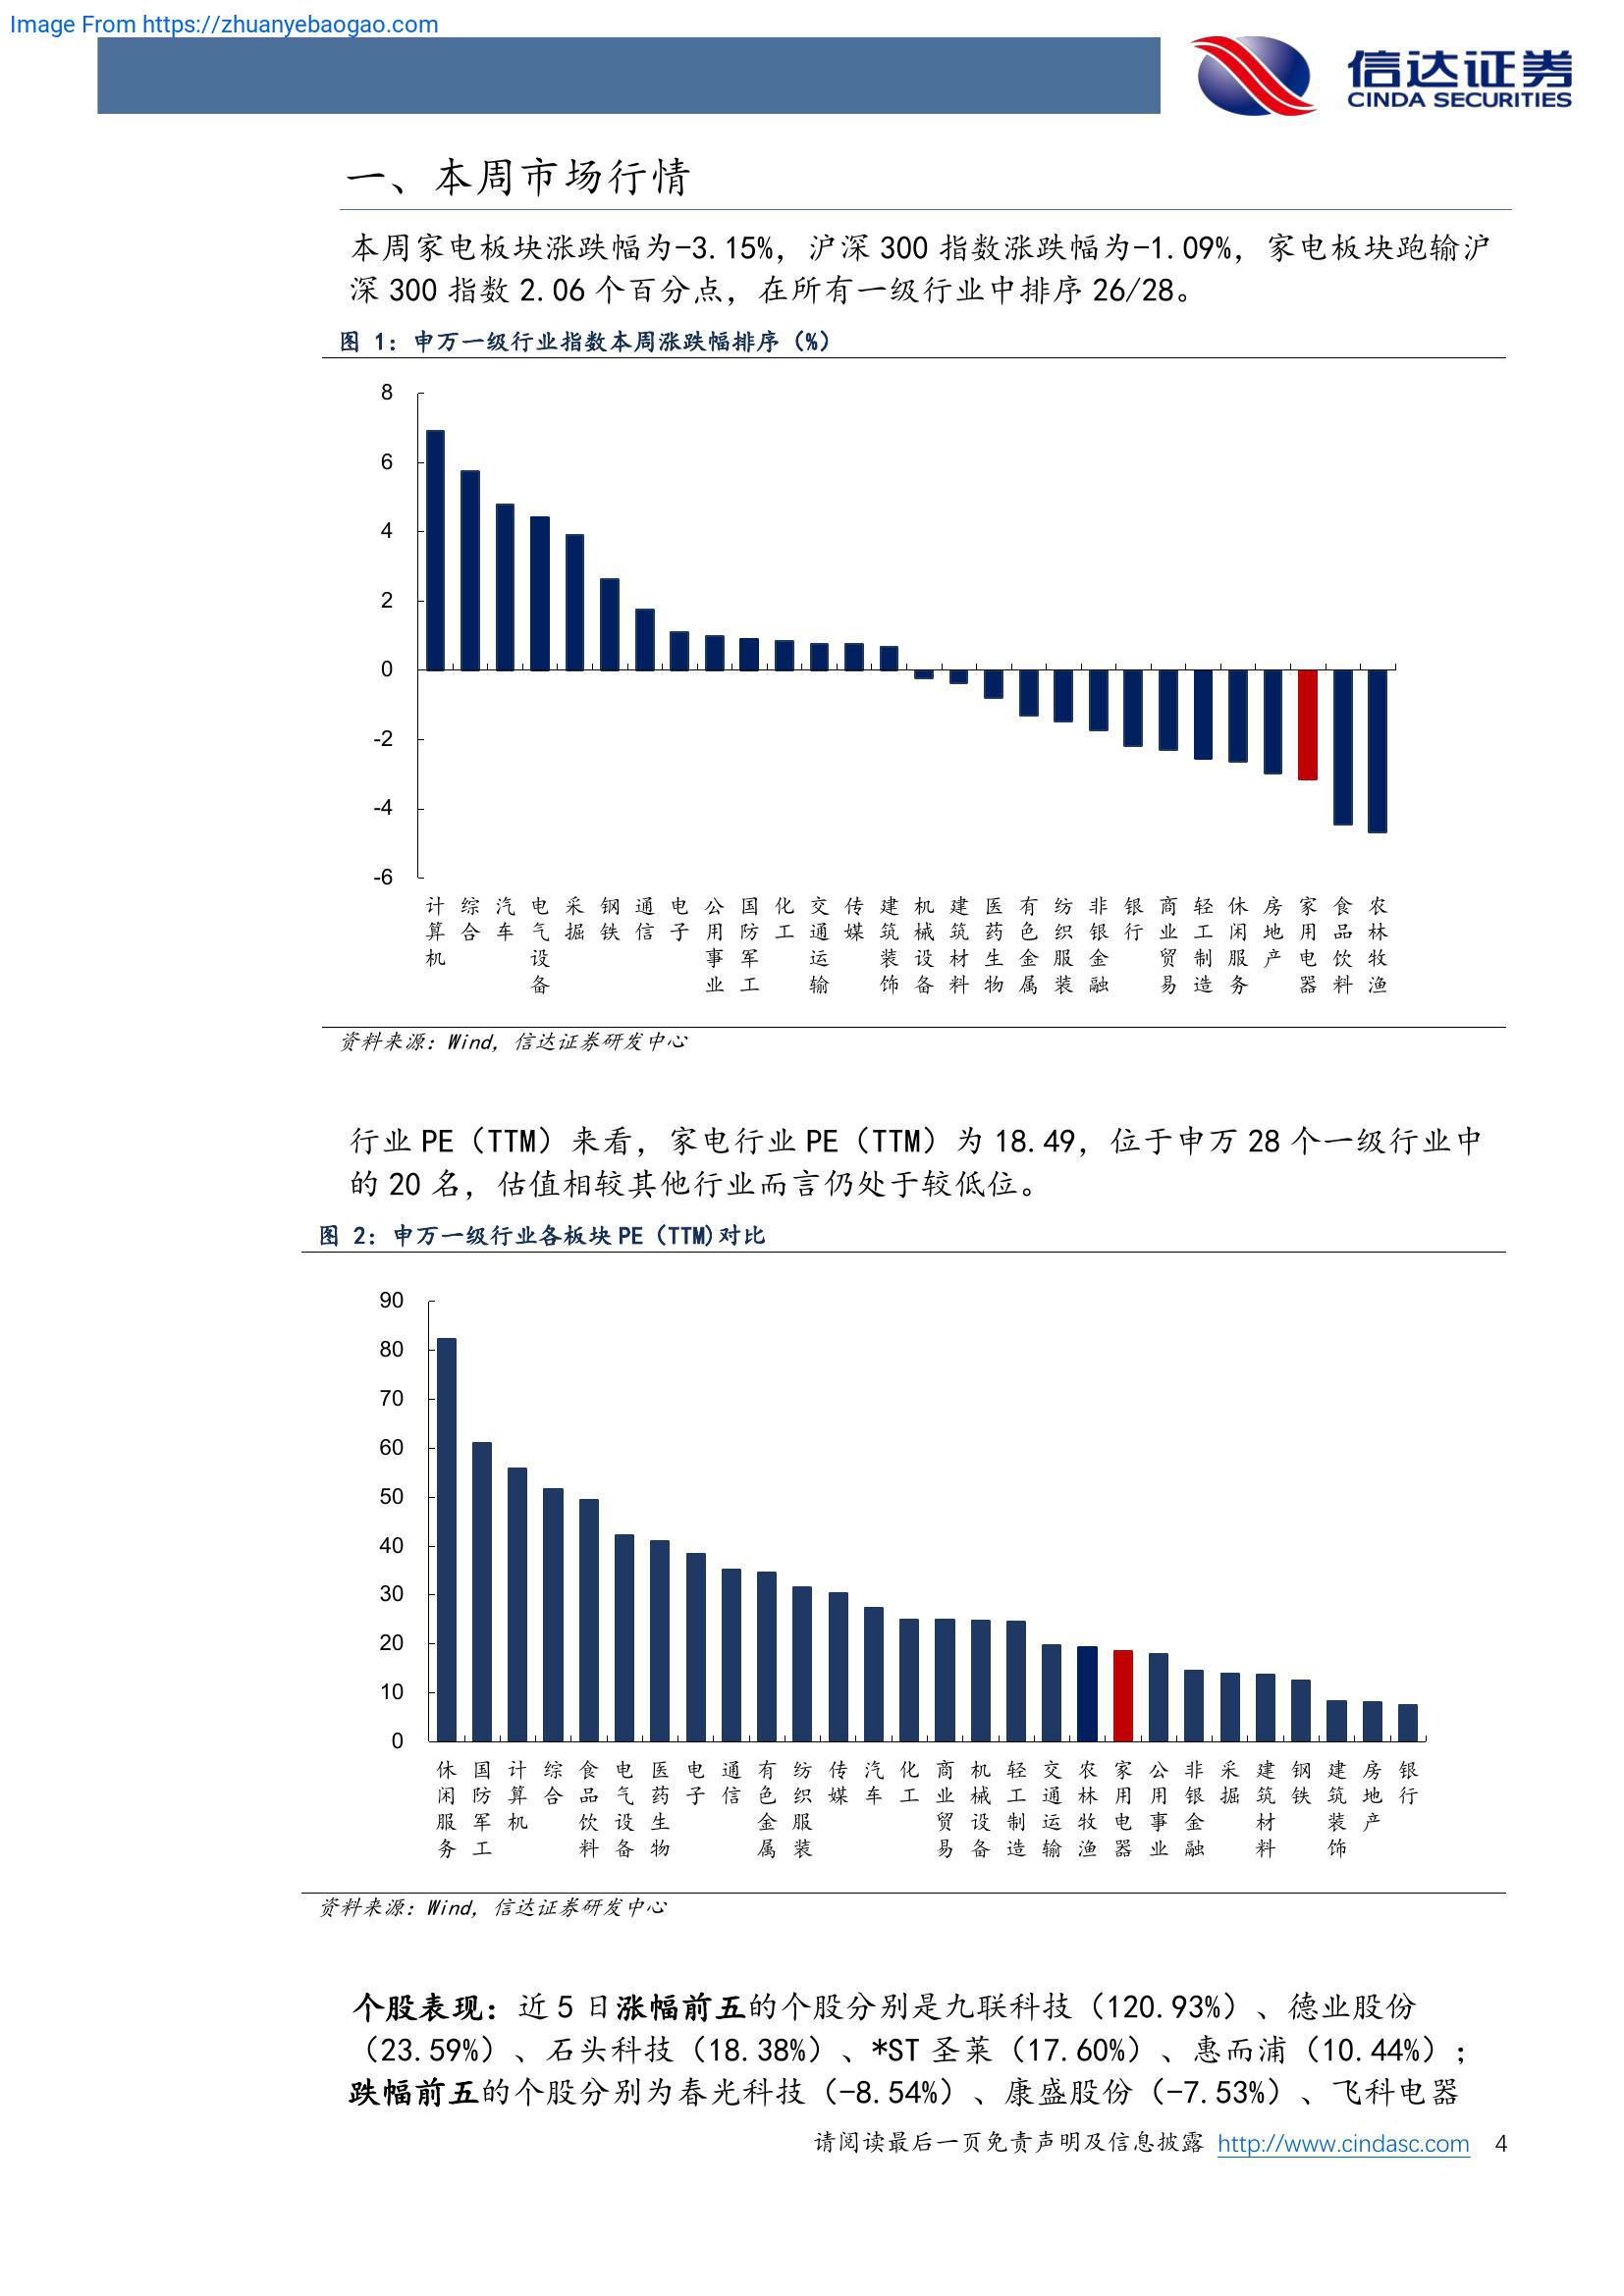 Image From https://zhuanyebaogao.com
信达证券
CINDA SECURITIES
一、本周市场行情
本周家电板块涨跌幅为-3.15%，沪深 300 指数涨跌幅为-1.09%，家电板块跑输沪
深 300 指数 2.06 个百分点，在所有一级行业中排序 26/28。
图 1：申万一级行业指数本周涨跌幅排序（%）
8
6
4
2
0
-2
-4
-6
计算机 综合 汽车 电气设备 采掘 钢铁 通信 电子 公用事业 国防军工 化工 交通运输 传媒 建筑装饰 机械设备 建筑材料 医药生物 有色金属 纺织服装 非银金融 银行 商业贸易 轻工制造 休闲服务 房地产 家用电器 食品饮料 农林牧渔
资料来源：Wind，信达证券研发中心
行业 PE（TTM）来看，家电行业 PE（TTM）为 18.49，位于申万 28 个一级行业中
的 20 名，估值相较其他行业而言仍处于较低位。
图 2：申万一级行业各板块 PE（TTM)对比
90
80
70
60
50
40
30
20
10
0
休闲服务 国防军工 计算机 综合 食品饮料 电气设备 医药生物 电子 通信 有色金属 纺织服装 传媒 汽车 化工 商业贸易 机械设备 轻工制造 交通运输 农林牧渔 家用电器 公用事业 非银金融 采掘 建筑材料 钢铁 建筑装饰 房地产 银行
资料来源：Wind，信达证券研发中心
个股表现：近 5 日涨幅前五的个股分别是九联科技（120.93%）、德业股份
（23.59%）、石头科技（18.38%）、*ST 圣莱（17.60%）、惠而浦（10.44%）；
跌幅前五的个股分别为春光科技（-8.54%）、康盛股份（-7.53%）、飞科电器
请阅读最后一页免责声明及信息披露 http://www.cindasc.com 4